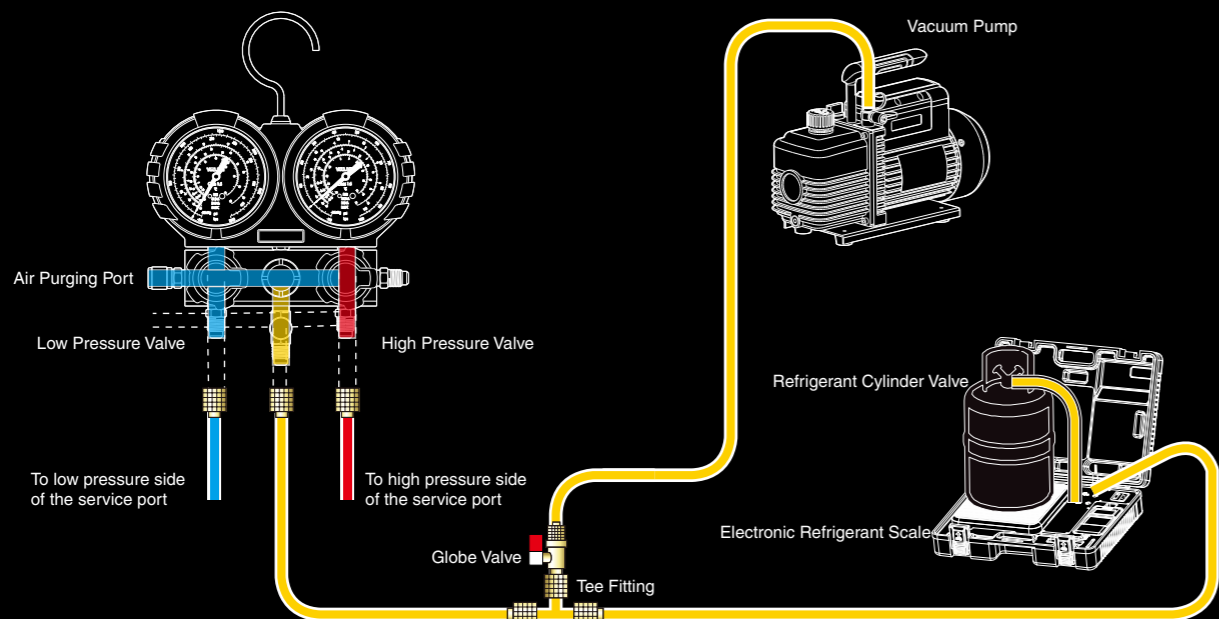 Vacuum Pump
Air Purging Port
Low Pressure Valve
High Pressure Valve
Refrigerant Cylinder Valve
To low pressure side
of the service port
To high pressure side
of the service port
Electronic Refrigerant Scale
Globe Valve
Tee Fitting